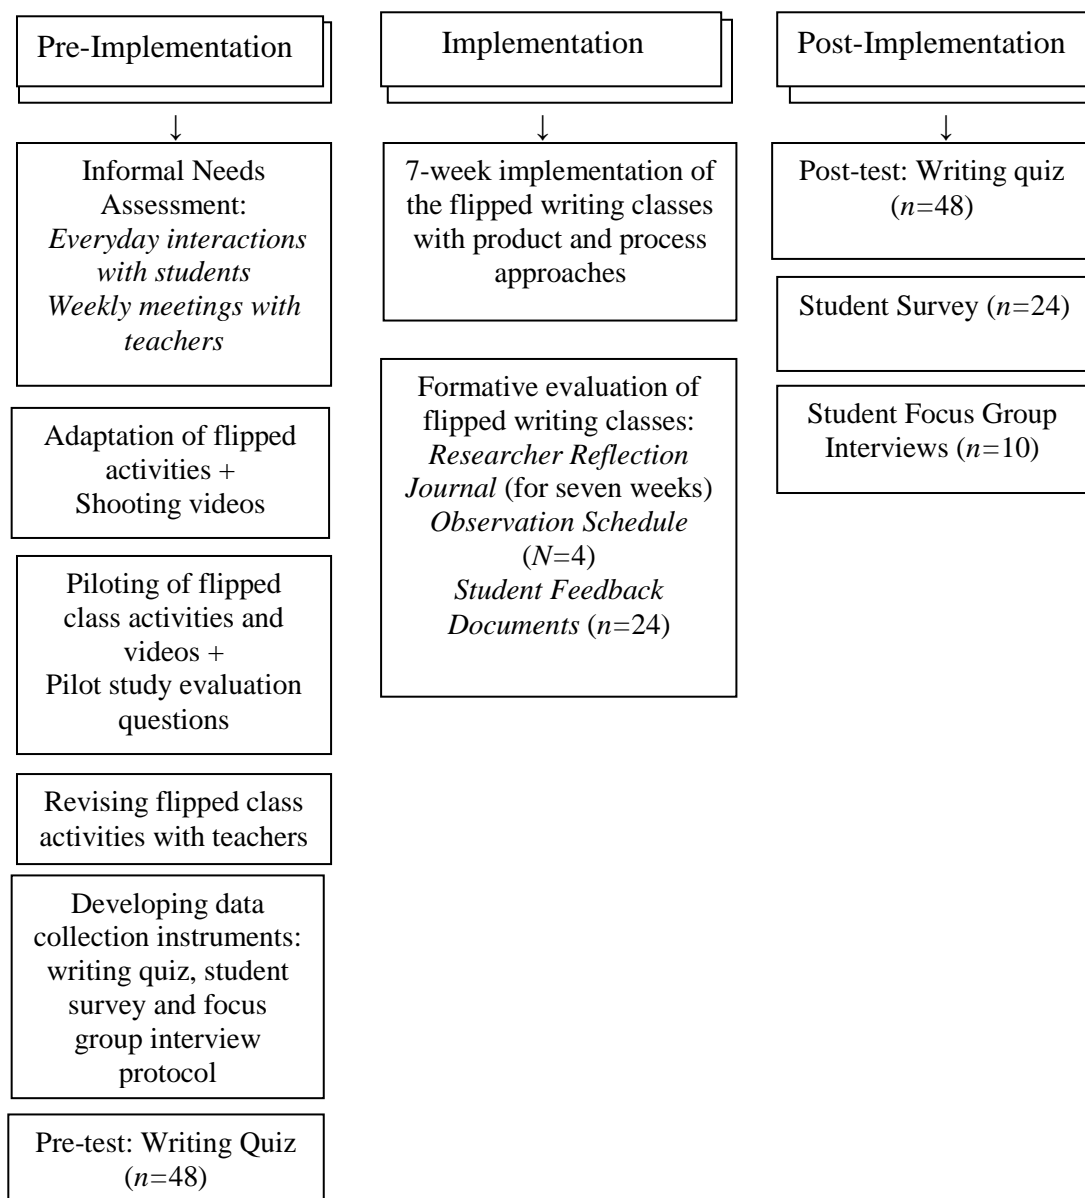 Pre-Implementation
↓
Informal Needs
Assessment:
Everyday interactions
with students
Weekly meetings with
teachers
Adaptation of flipped
activities +
Shooting videos
Piloting of flipped
class activities and
videos +
Pilot study evaluation
questions
Revising flipped class
activities with teachers
Developing data
collection instruments:
writing quiz, student
survey and focus
group interview
protocol
Pre-test: Writing Quiz
(n=48)
Implementation
↓
7-week implementation of
the flipped writing classes
with product and process
approaches
Formative evaluation of
flipped writing classes:
Researcher Reflection
Journal (for seven weeks)
Observation Schedule
(N=4)
Student Feedback
Documents (n=24)
Post-Implementation
↓
Post-test: Writing quiz
(n=48)
Student Survey (n=24)
Student Focus Group
Interviews (n=10)